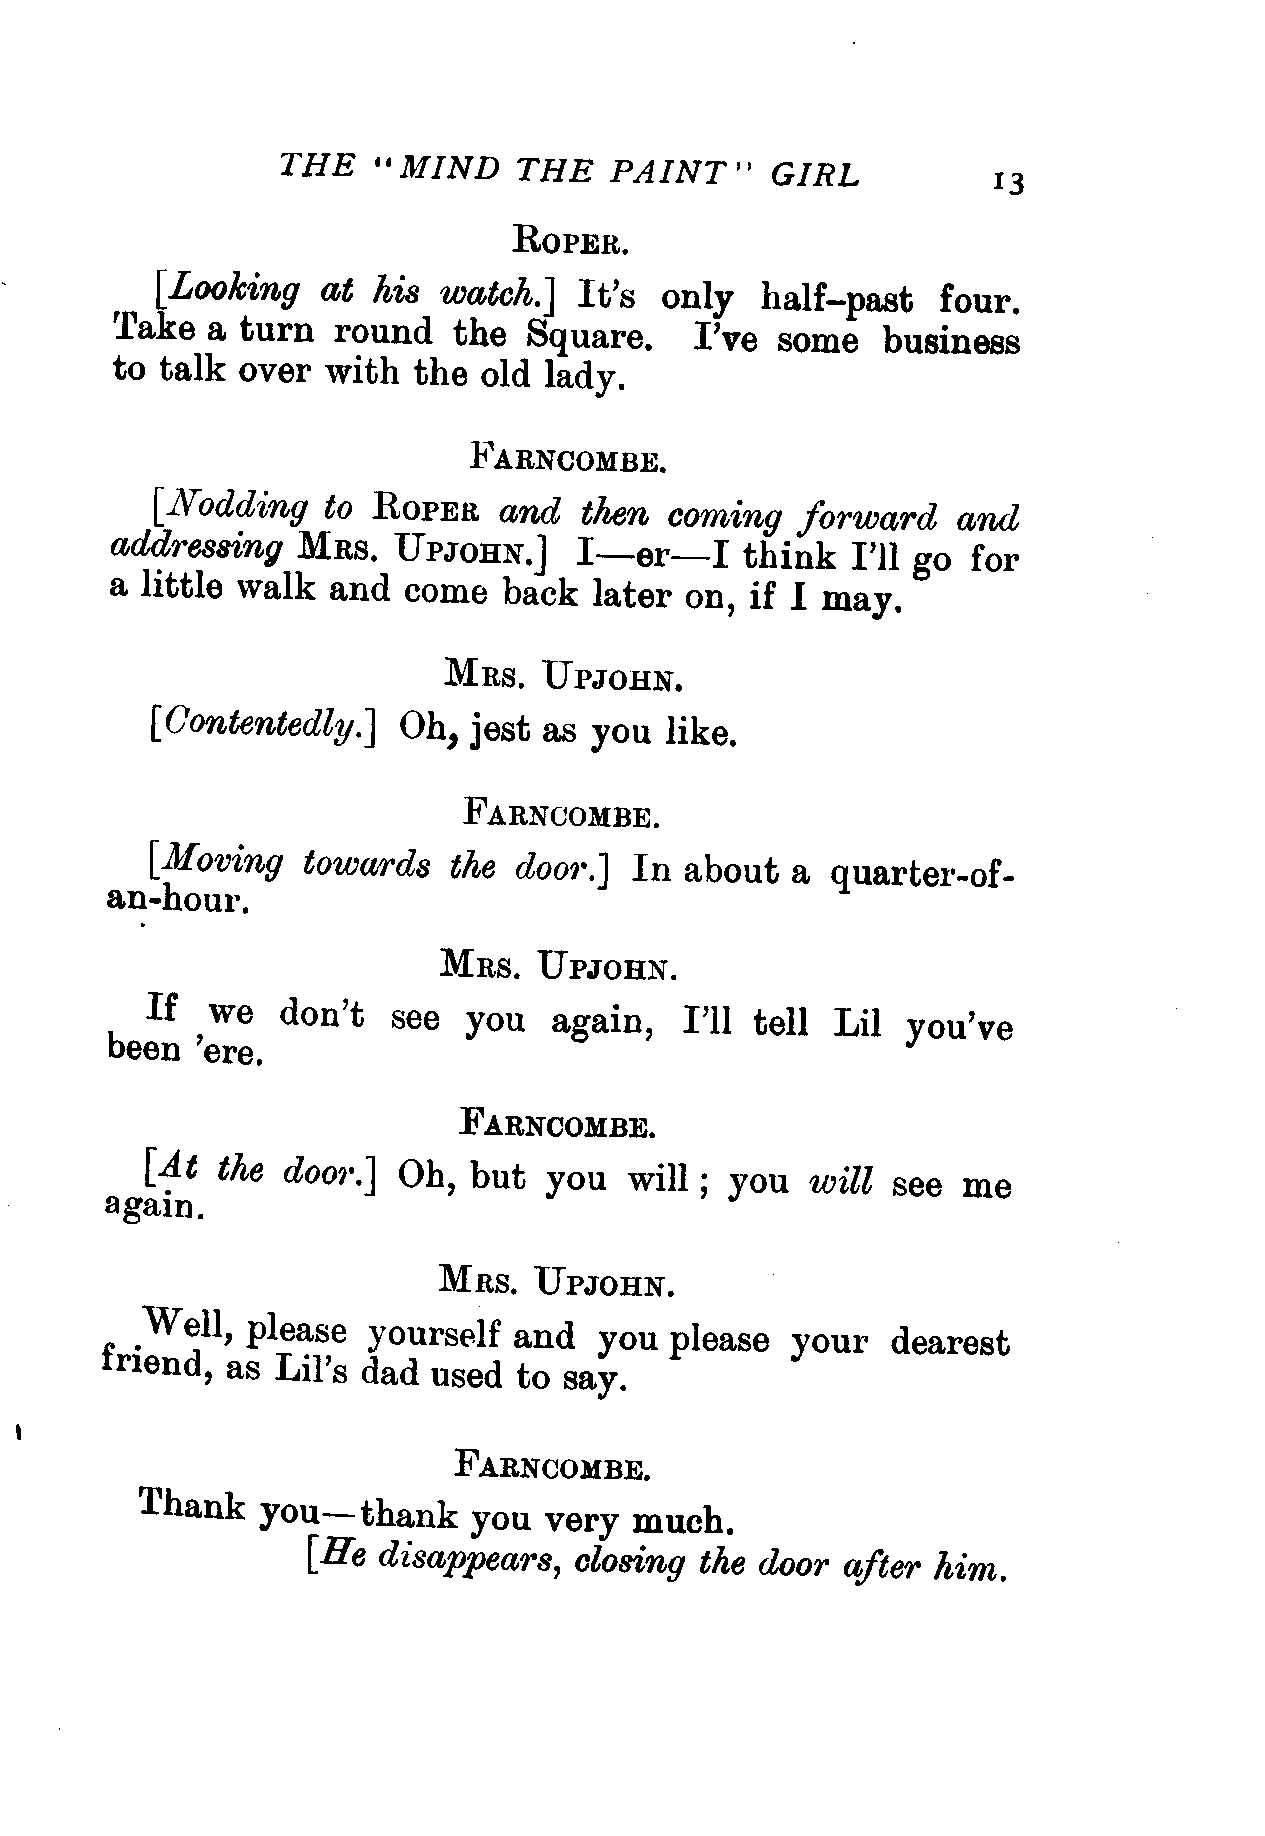 THE "MIND THE PAINT" GIRL 13
ROPER.
[Looking at his watch.] It's only half-past four.
Take a turn round the Square. I've some business
to talk over with the old lady.
FARNCOMBE.
[Nodding to ROPER and then coming forward and
addressing MRS. UPJOHN.] I—er—I think I'll go for
a little walk and come back later on, if I may.
MRS. UPJOHN.
[Contentedly.] Oh, jest as you like.
FARNCOMBE.
[Moving towards the door.] In about a quarter-of-
an-hour.
MRS. UPJOHN.
If we don't see you again, I'll tell Lil you've
been 'ere.
FARNCOMBE.
[At the door.] Oh, but you will; you will see me
again.
MRS. UPJOHN.
Well, please yourself and you please your dearest
friend, as Lil's dad used to say.
FARNCOMBE.
Thank you—thank you very much.
[He disappears, closing the door after him.